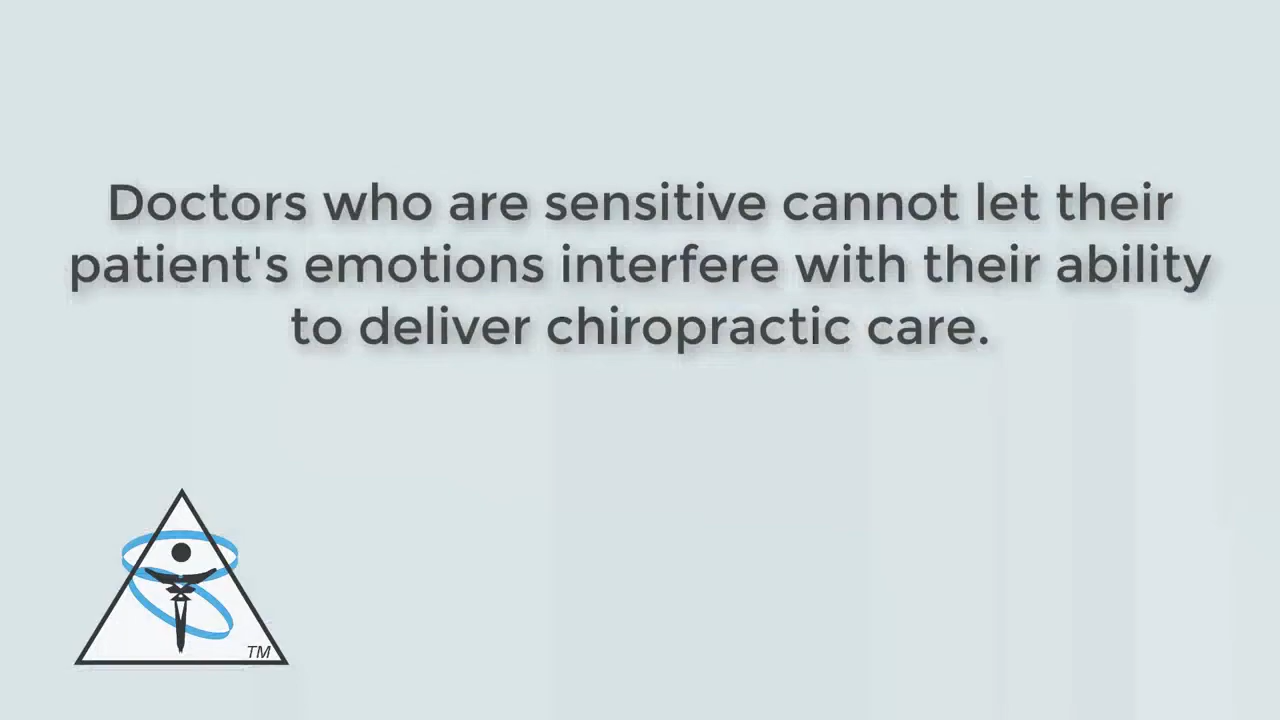 Doctors who are sensitive cannot let their
patient's emotions interfere with their ability
to deliver chiropractic care.
TM